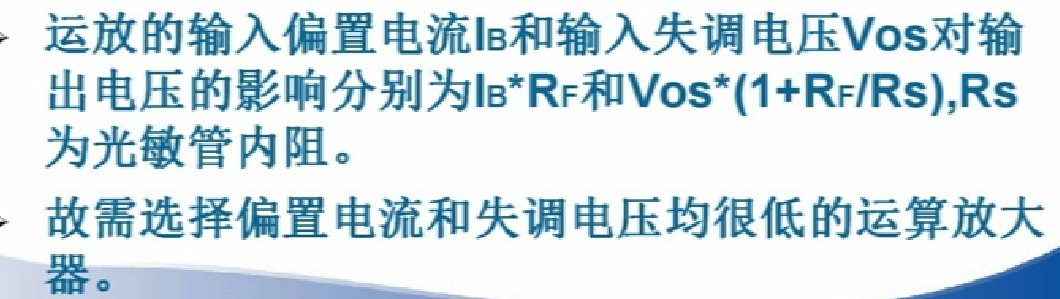 运放的输入偏置电流IB和输入失调电压Vos对输
出电压的影响分别为IB*RF和Vos*(1+RF/Rs),Rs
为光敏管内阻。
故需选择偏置电流和失调电压均很低的运算放大
器。